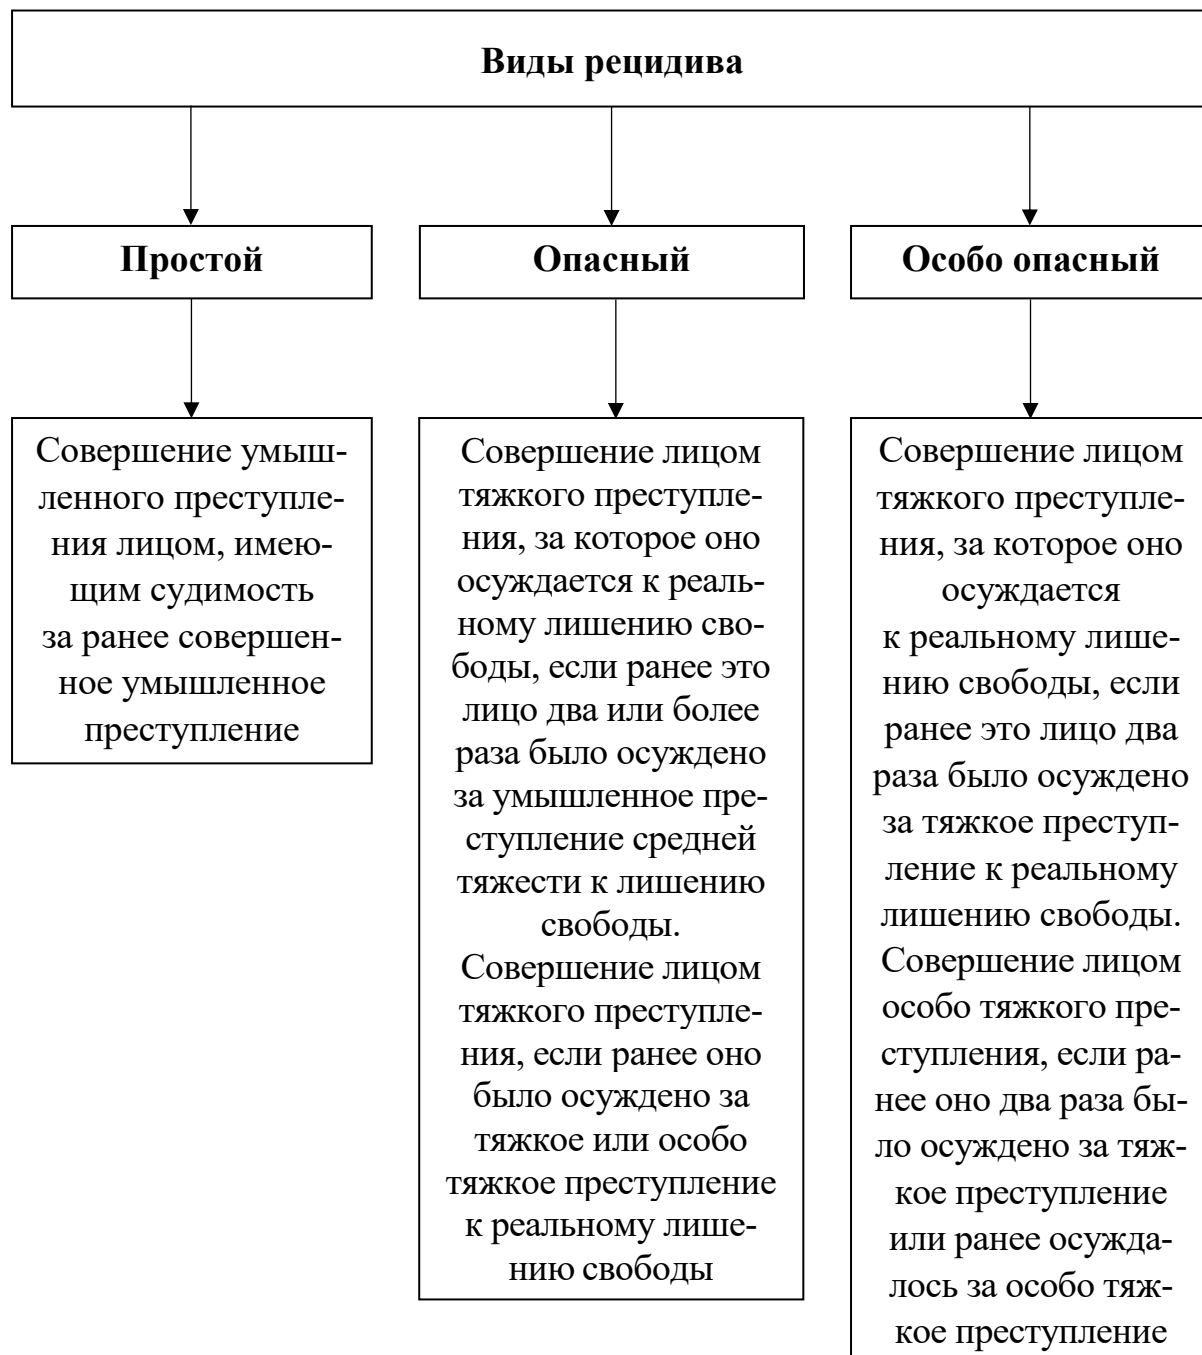 Виды рецидива
Простой
Опасный
Особо опасный
Совершение умыш-
ленного преступле-
ния лицом, имею-
щим судимость
за ранее совершен-
ное умышленное
преступление
Совершение лицом
тяжкого преступле-
ния, за которое оно
осуждается к реаль-
ному лишению сво-
боды, если ранее это
лицо два или более
раза было осуждено
за умышленное пре-
ступление средней
тяжести к лишению
свободы.
Совершение лицом
тяжкого преступле-
ния, если ранее оно
было осуждено за
тяжкое или особо
тяжкое преступление
к реальному лише-
нию свободы
Совершение лицом
тяжкого преступле-
ния, за которое оно
осуждается
к реальному лише-
нию свободы, если
ранее это лицо два
раза было осуждено
за тяжкое преступ-
ление к реальному
лишению свободы.
Совершение лицом
особо тяжкого пре-
ступления, если ра-
нее оно два раза бы-
ло осуждено за тяж-
кое преступление
или ранее осужда-
лось за особо тяж-
кое преступление